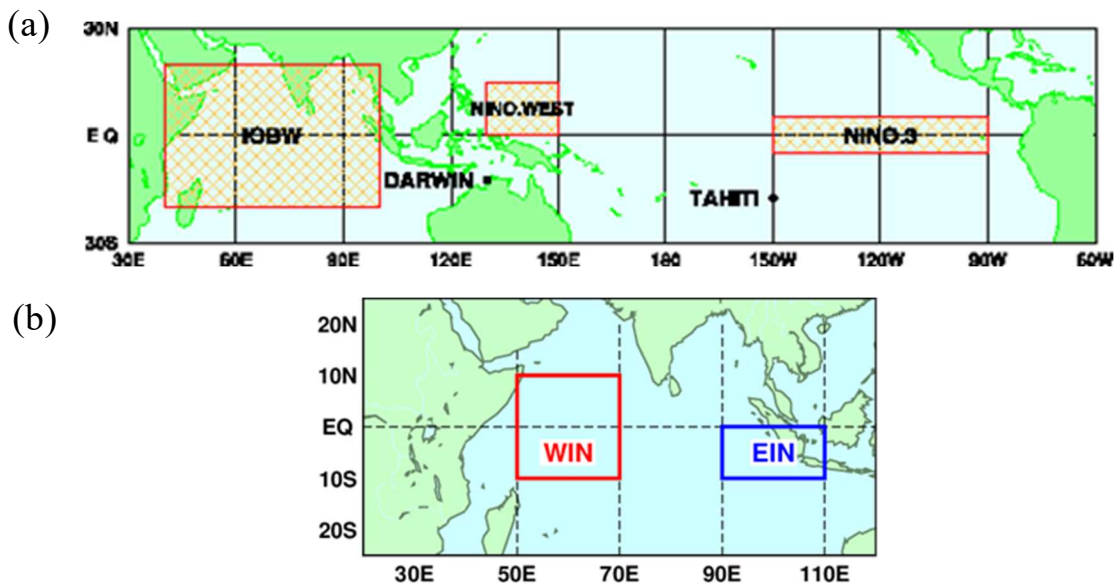 (a)
30N
IOBW
NINO.WEST
EQ
NINO.3
DARWIN
TAHITI
30S
30E 60E 90E 120E 150E 180 150W 120W 90W 60W
(b)
20N
10N
EQ
WIN EIN
10S
20S
30E 50E 70E 90E 110E